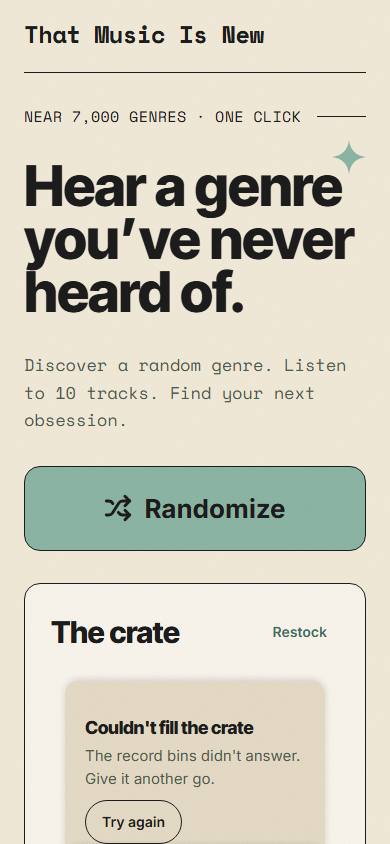 That Music Is New
NEAR 7,000 GENRES · ONE CLICK
Hear a genre
you’ve never
heard of.
Discover a random genre. Listen
to 10 tracks. Find your next
obsession.
Randomize
The crate
Restock
Couldn't fill the crate
The record bins didn't answer.
Give it another go.
Try again